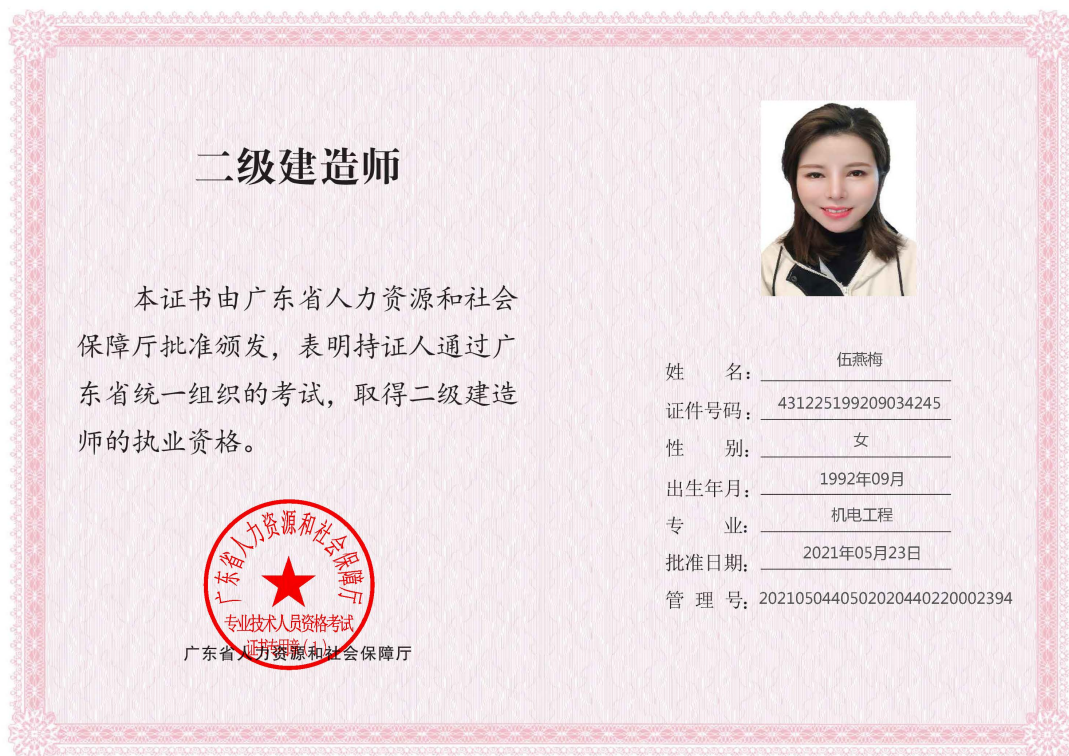 二级建造师
本证书由广东省人力资源和社会
保障厅批准颁发，表明持证人通过广
东省统一组织的考试，取得二级建造
师的执业资格。
广东省人力资源和社会保障厅
专业技术人员资格考试
证书专用章(1)
广东省人力资源和社会保障厅
姓 名： 伍燕梅
证件号码： 431225199209034245
性 别： 女
出生年月： 1992年09月
专 业： 机电工程
批准日期： 2021年05月23日
管 理 号： 2021050440502020440220002394